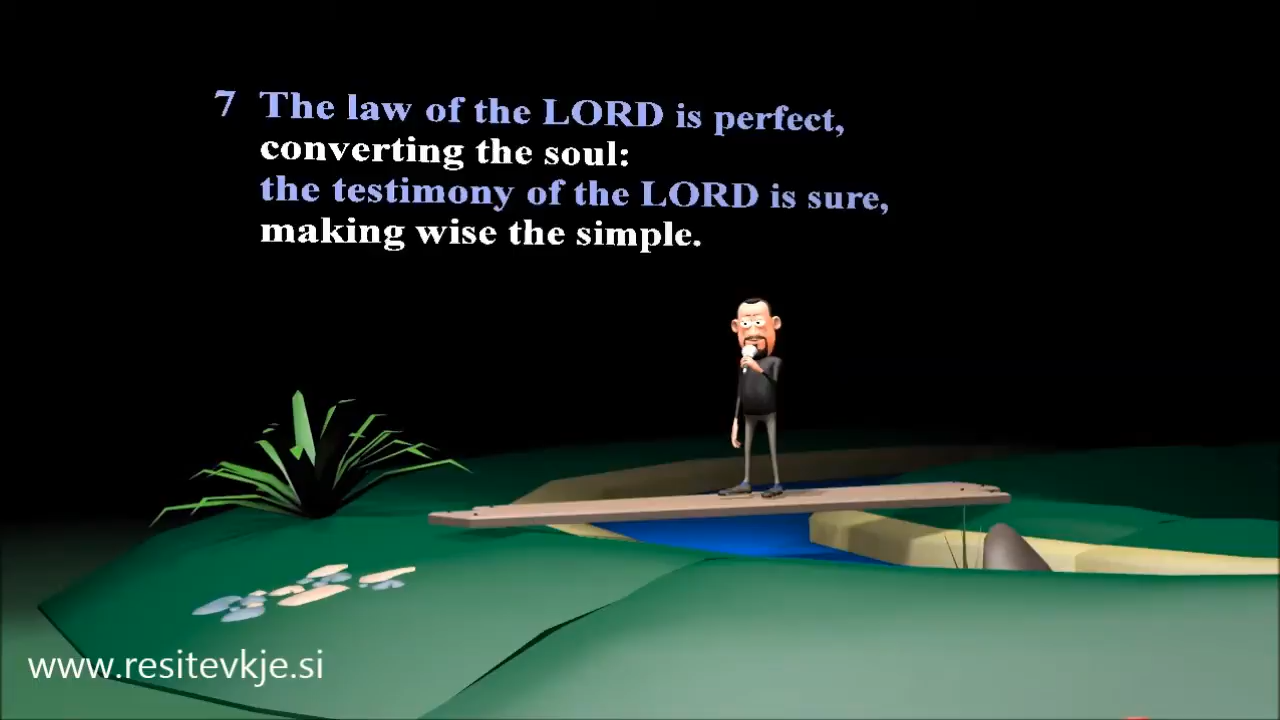 7 The law of the LORD is perfect,
converting the soul:
the testimony of the LORD is sure,
making wise the simple.
www.resitevkje.si